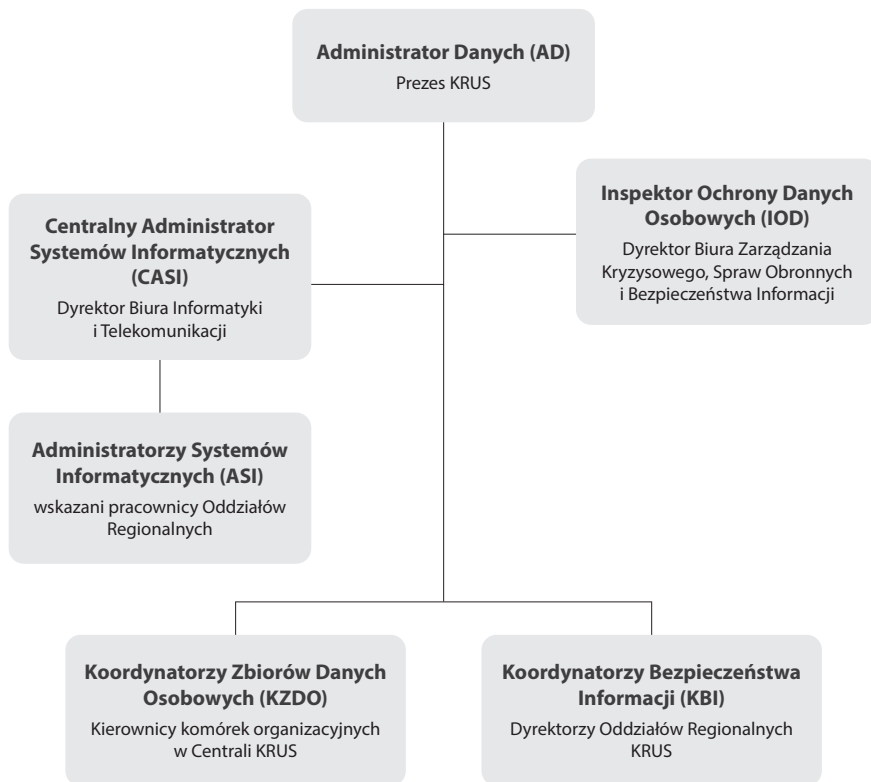 Administrator Danych (AD)
Prezes KRUS
Inspektor Ochrony Danych
Osobowych (IOD)
Dyrektor Biura Zarządzania
Kryzysowego, Spraw Obronnych
i Bezpieczeństwa Informacji
Centralny Administrator
Systemów Informatycznych
(CASI)
Dyrektor Biura Informatyki
i Telekomunikacji
Administratorzy Systemów
Informatycznych (ASI)
wskazani pracownicy Oddziałów
Regionalnych
Koordynatorzy Zbiorów Danych
Osobowych (KZDO)
Kierownicy komórek organizacyjnych
w Centrali KRUS
Koordynatorzy Bezpieczeństwa
Informacji (KBI)
Dyrektorzy Oddziałów Regionalnych
KRUS